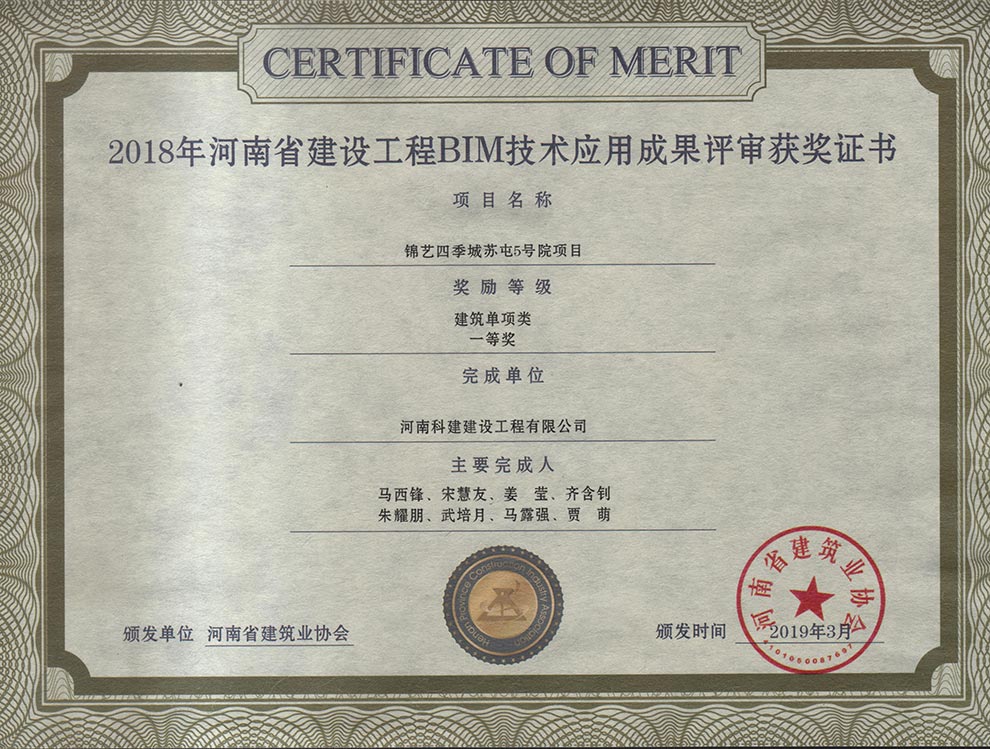 CERTIFICATE OF MERIT
2018年河南省建设工程BIM技术应用成果评审获奖证书
项目名称
锦艺四季城苏屯5号院项目
奖励等级
建筑单项类
一等奖
完成单位
河南科建建设工程有限公司
主要完成人
马西锋、宋慧友、姜 莹、齐含钊
朱耀朋、武培月、马露强、贾 萌
Henan Province Construction Industry Association
河南省建筑业协会
4101050087697
颁发单位 河南省建筑业协会
颁发时间 2019年3月